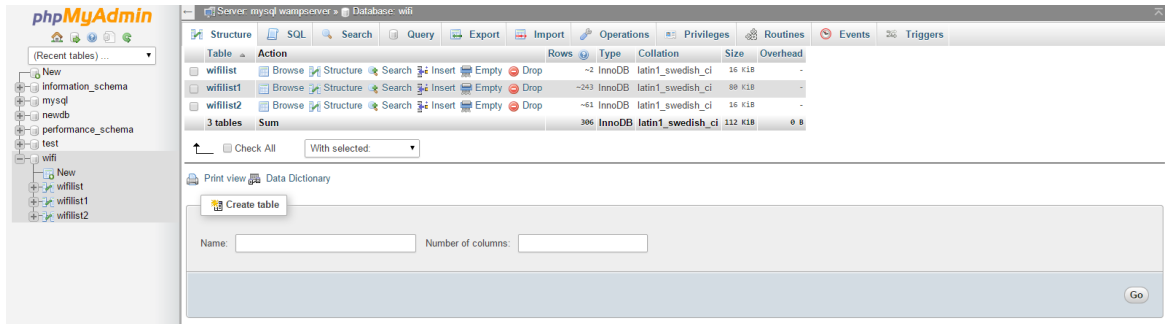 phpMyAdmin
(Recent tables) ...
New
information_schema
mysql
newdb
performance_schema
test
wifi
New
wifilist
wifilist1
wifilist2
Server: mysql wampserver » Database: wifi
Structure SQL Search Query Export Import Operations Privileges Routines Events Triggers
Table Action Rows Type Collation Size Overhead
wifilist Browse Structure Search Insert Empty Drop ~2 InnoDB latin1_swedish_ci 16 KiB -
wifilist1 Browse Structure Search Insert Empty Drop ~243 InnoDB latin1_swedish_ci 80 KiB -
wifilist2 Browse Structure Search Insert Empty Drop ~61 InnoDB latin1_swedish_ci 16 KiB -
3 tables Sum 306 InnoDB latin1_swedish_ci 112 KiB 0 B
Check All With selected:
Print view Data Dictionary
Create table
Name: Number of columns:
Go